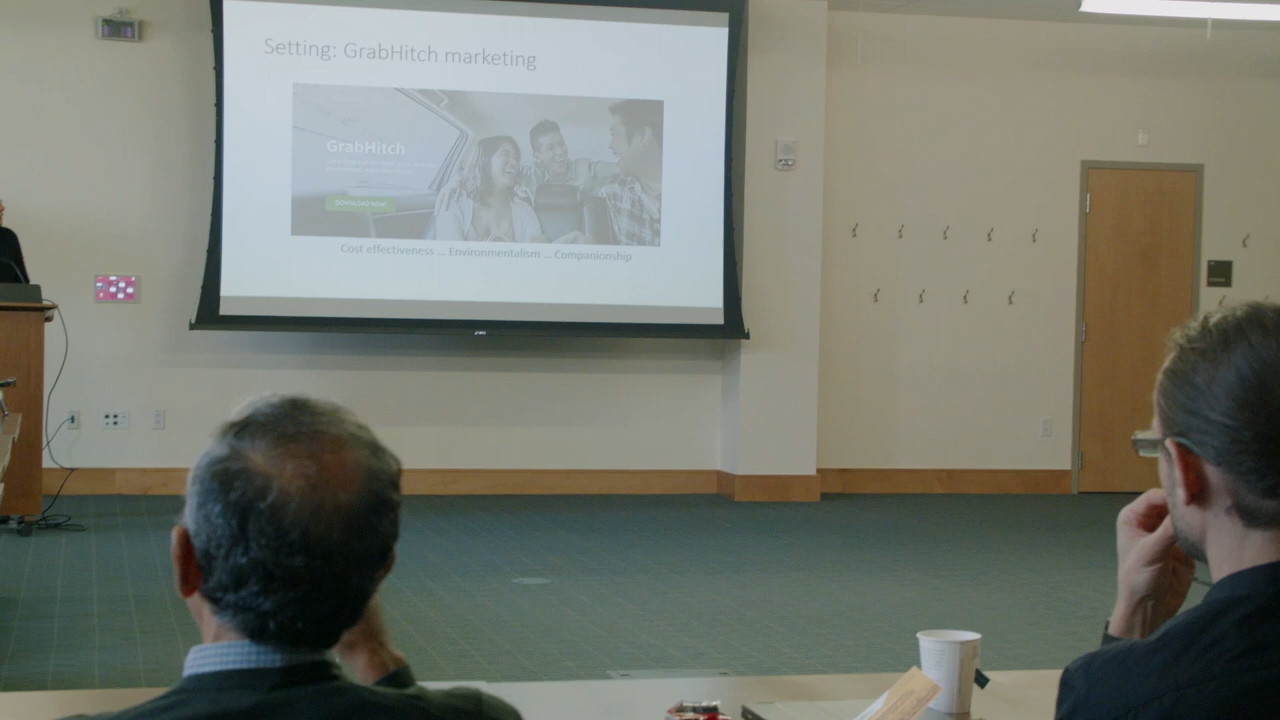 Setting: GrabHitch marketing
GrabHitch
DOWNLOAD NOW!
Cost effectiveness ... Environmentalism ... Companionship